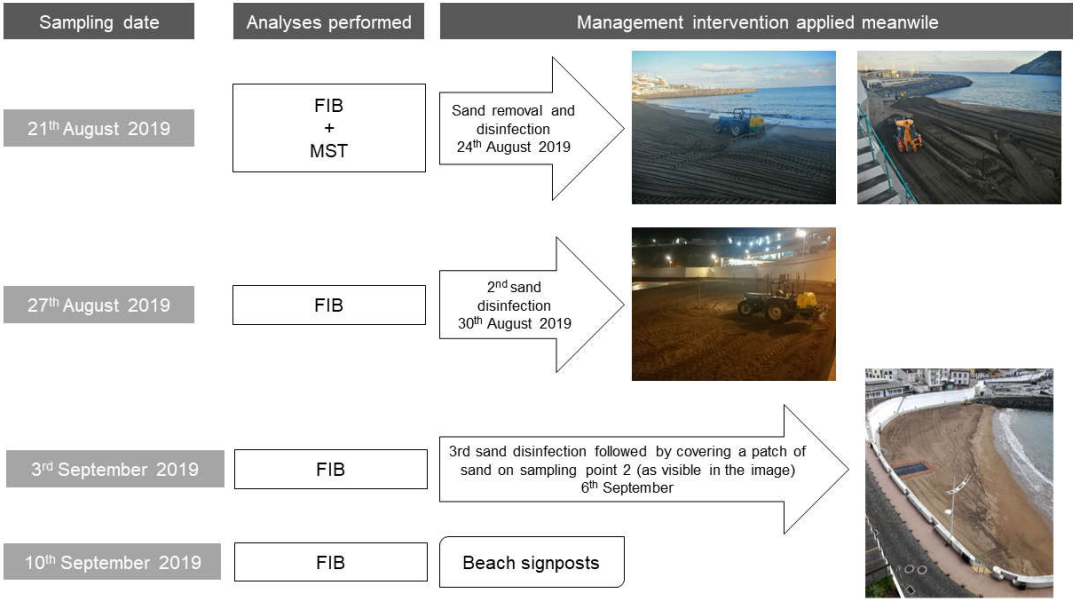 Sampling date
Analyses performed
Management intervention applied meanwhile
21th August 2019
FIB
+
MST
Sand removal and
disinfection
24th August 2019
27th August 2019
FIB
2nd sand
disinfection
30th August 2019
3rd September 2019
FIB
3rd sand disinfection followed by covering a patch of
sand on sampling point 2 (as visible in the image)
6th September
10th September 2019
FIB
Beach signposts